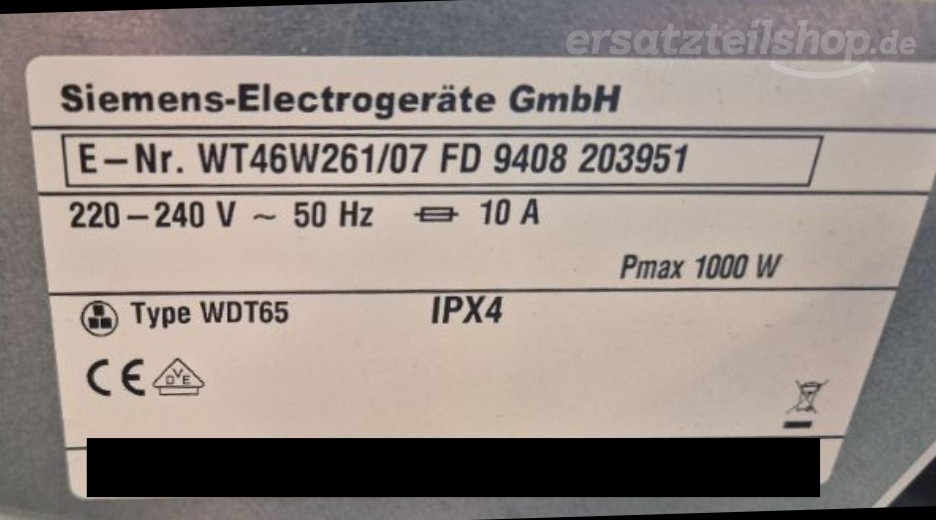 ersatzteilshop.de
Siemens-Electrogeräte GmbH
E-Nr. WT46W261/07 FD 9408 203951
220-240 V ~ 50 Hz 10 A
Pmax 1000 W
Type WDT65 IPX4
CE DVE